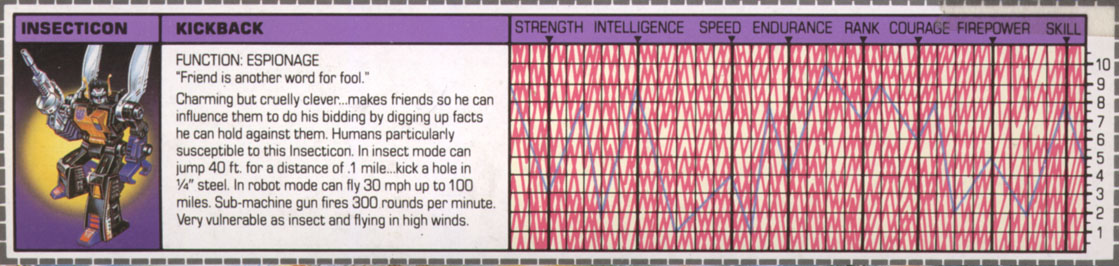 INSECTICON
KICKBACK
STRENGTH INTELLIGENCE SPEED ENDURANCE RANK COURAGE FIREPOWER SKILL
FUNCTION: ESPIONAGE
"Friend is another word for fool."
Charming but cruelly clever...makes friends so he can
influence them to do his bidding by digging up facts
he can hold against them. Humans particularly
susceptible to this Insecticon. In insect mode can
jump 40 ft. for a distance of .1 mile...kick a hole in
¼" steel. In robot mode can fly 30 mph up to 100
miles. Sub-machine gun fires 300 rounds per minute.
Very vulnerable as insect and flying in high winds.
10
9
8
7
6
5
4
3
2
1